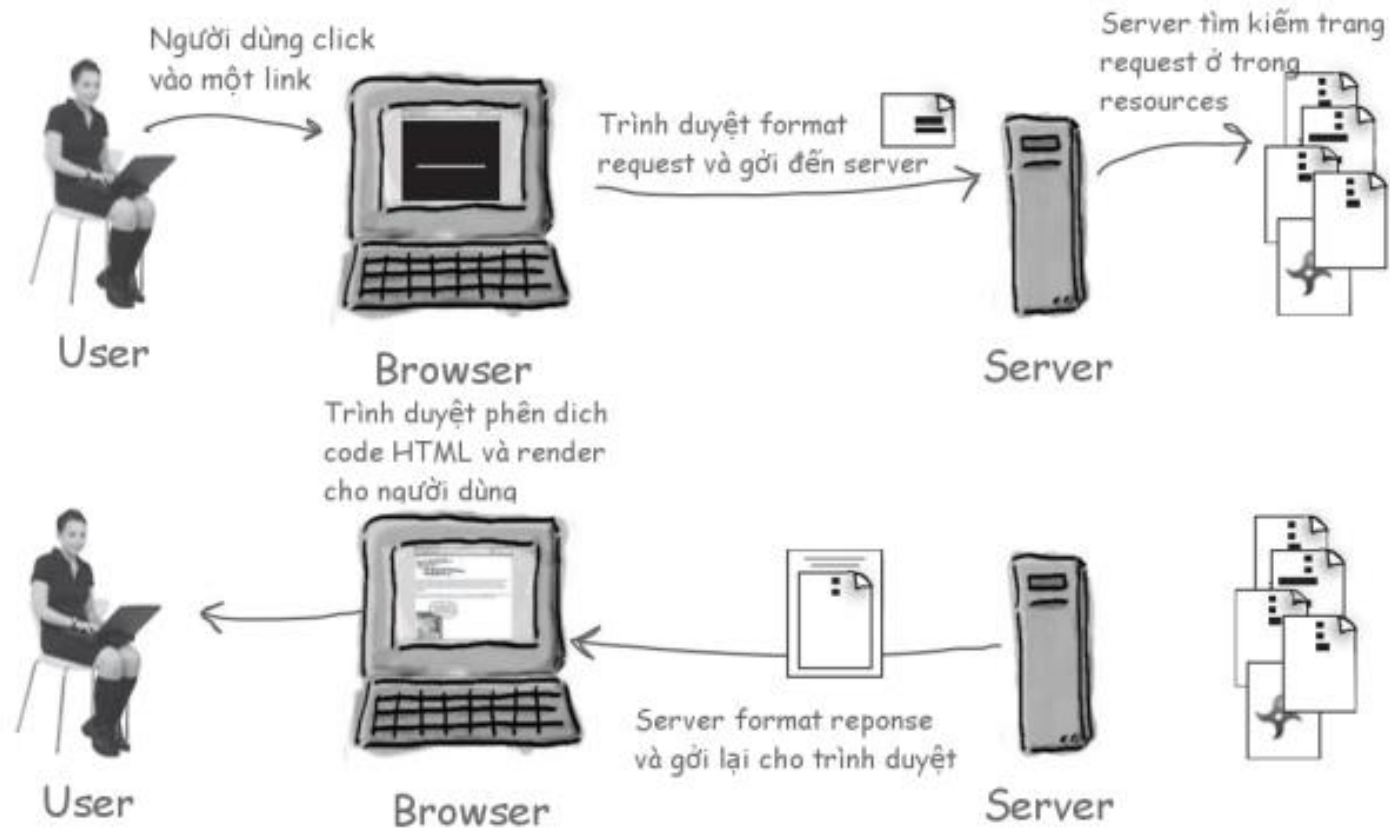 Người dùng click
vào một link
Server tìm kiếm trang
request ở trong
resources
Trình duyệt format
request và gởi đến server
User
Browser
Server
Trình duyệt phên dich
code HTML và render
cho người dùng
Server format reponse
và gởi lại cho trình duyệt
User
Browser
Server